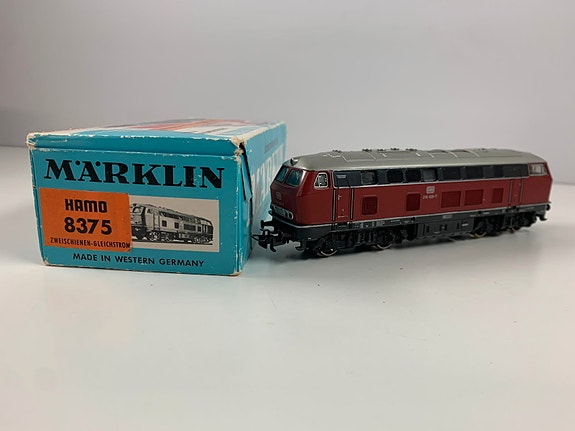 MÄRKLIN
HAMO
8375
ZWEISCHIENEN-GLEICHSTROM
MADE IN WESTERN GERMANY